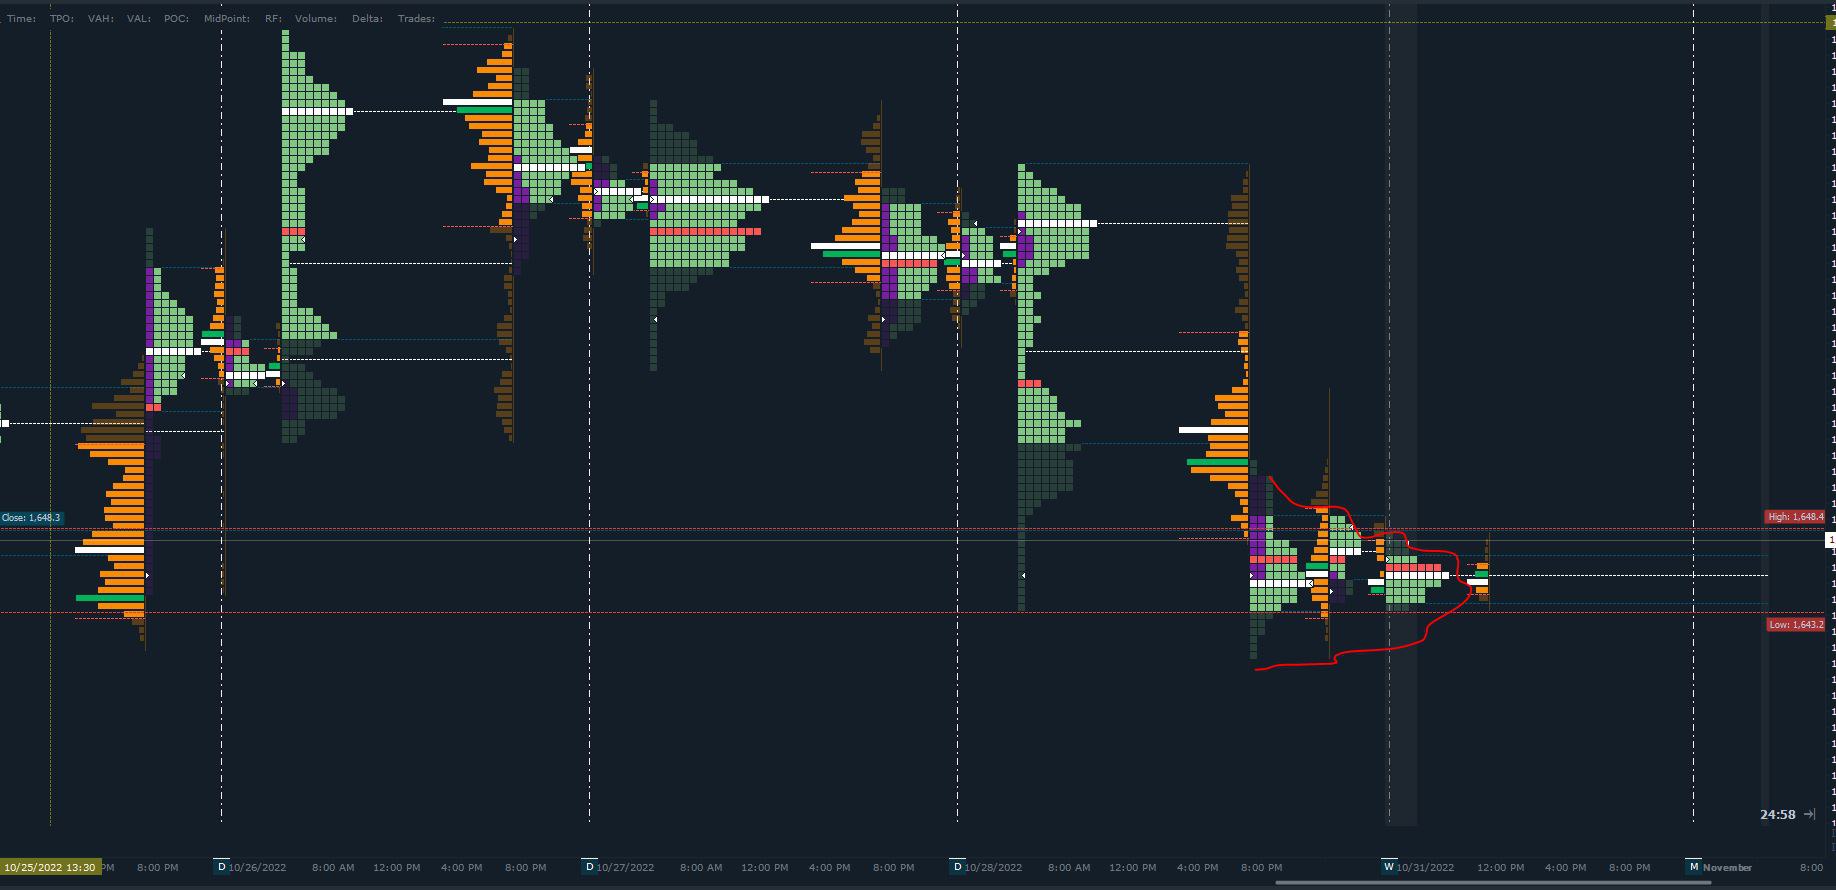 Time: TPO: VAH: VAL: POC: MidPoint: RF: Volume: Delta: Trades:
Close: 1,648.3
High: 1,648.4
Low: 1,643.2
24:58
10/25/2022 13:30 PM 8:00 PM D 10/26/2022 8:00 AM 12:00 PM 4:00 PM 8:00 PM D 10/27/2022 8:00 AM 12:00 PM 4:00 PM 8:00 PM D 10/28/2022 8:00 AM 12:00 PM 4:00 PM 8:00 PM W 10/31/2022 12:00 PM 4:00 PM 8:00 PM M November 8:00